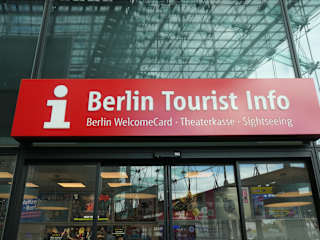 i Berlin Tourist Info
Berlin WelcomeCard · Theaterkasse · Sightseeing